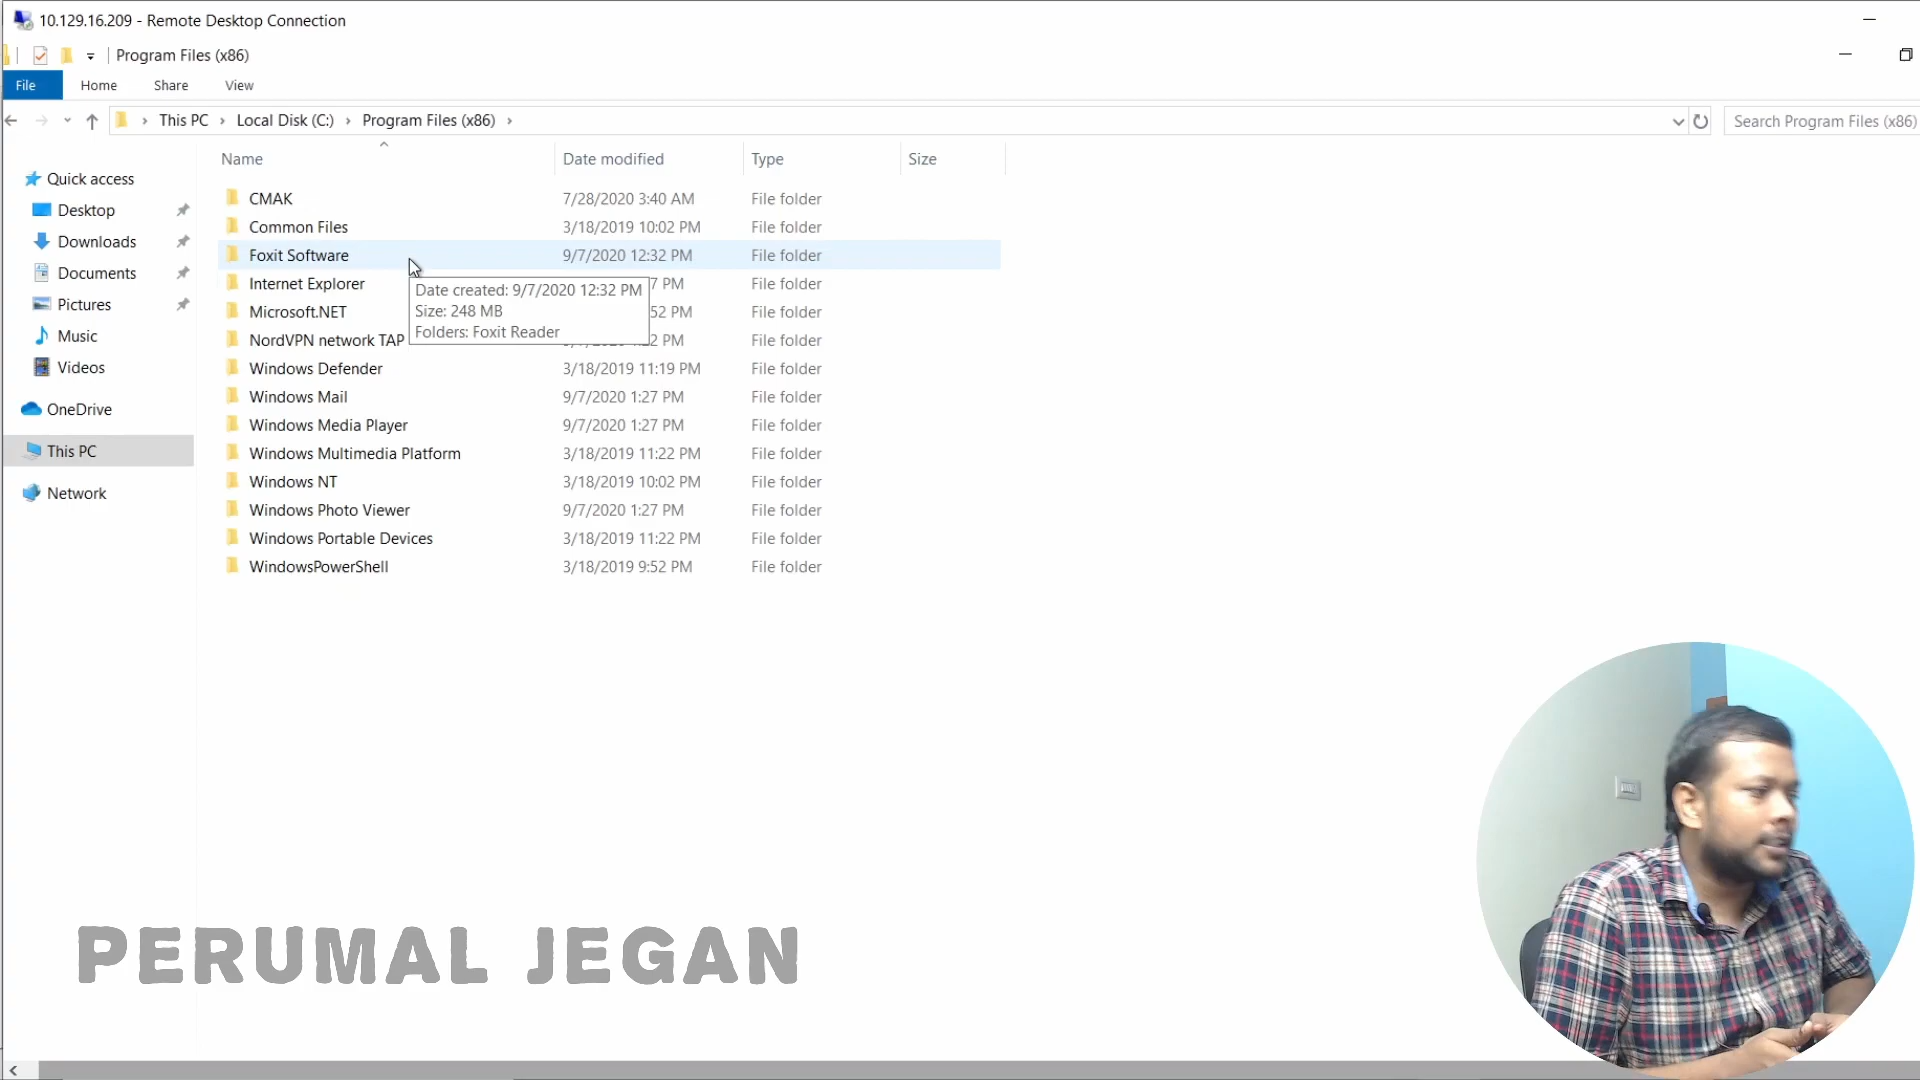 10.129.16.209 - Remote Desktop Connection
Program Files (x86)
File Home Share View
This PC Local Disk (C:) Program Files (x86)
Search Program Files (x86)
Name Date modified Type Size
Quick access
Desktop
Downloads
Documents
Pictures
Music
Videos
OneDrive
This PC
Network
CMAK 7/28/2020 3:40 AM File folder
Common Files 3/18/2019 10:02 PM File folder
Foxit Software 9/7/2020 12:32 PM File folder
Internet Explorer 7 PM File folder
Microsoft.NET 52 PM File folder
NordVPN network TAP 2 PM File folder
Date created: 9/7/2020 12:32 PM
Size: 248 MB
Folders: Foxit Reader
Windows Defender 3/18/2019 11:19 PM File folder
Windows Mail 9/7/2020 1:27 PM File folder
Windows Media Player 9/7/2020 1:27 PM File folder
Windows Multimedia Platform 3/18/2019 11:22 PM File folder
Windows NT 3/18/2019 10:02 PM File folder
Windows Photo Viewer 9/7/2020 1:27 PM File folder
Windows Portable Devices 3/18/2019 11:22 PM File folder
WindowsPowerShell 3/18/2019 9:52 PM File folder
PERUMAL JEGAN